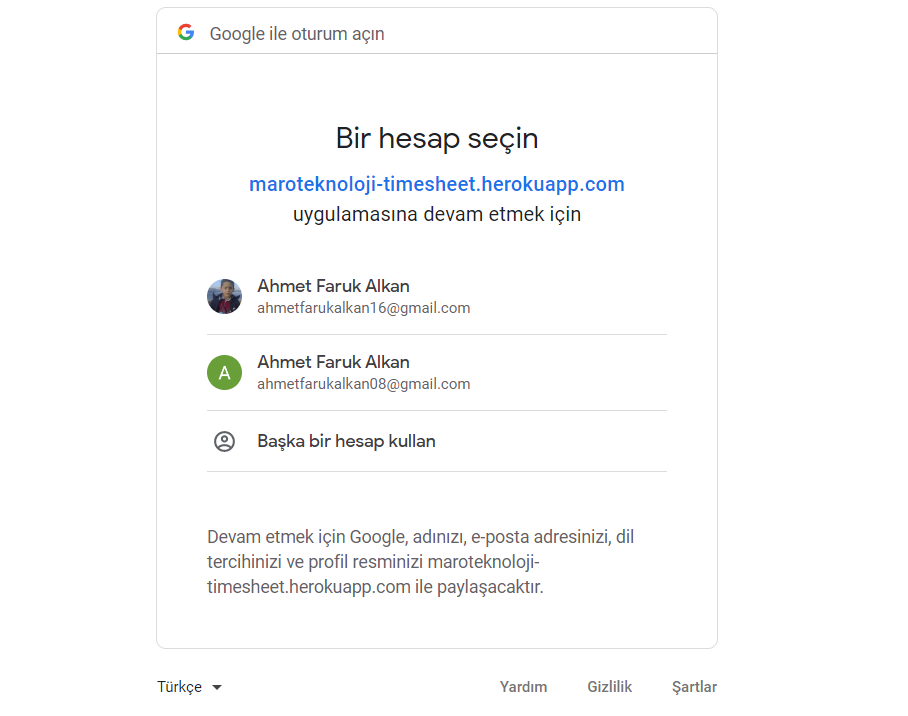 Google ile oturum açın
Bir hesap seçin
maroteknoloji-timesheet.herokuapp.com
uygulamasına devam etmek için
Ahmet Faruk Alkan
ahmetfarukalkan16@gmail.com
A
Ahmet Faruk Alkan
ahmetfarukalkan08@gmail.com
Başka bir hesap kullan
Devam etmek için Google, adınızı, e-posta adresinizi, dil
tercihinizi ve profil resminizi maroteknoloji-
timesheet.herokuapp.com ile paylaşacaktır.
Türkçe Yardım Gizlilik Şartlar